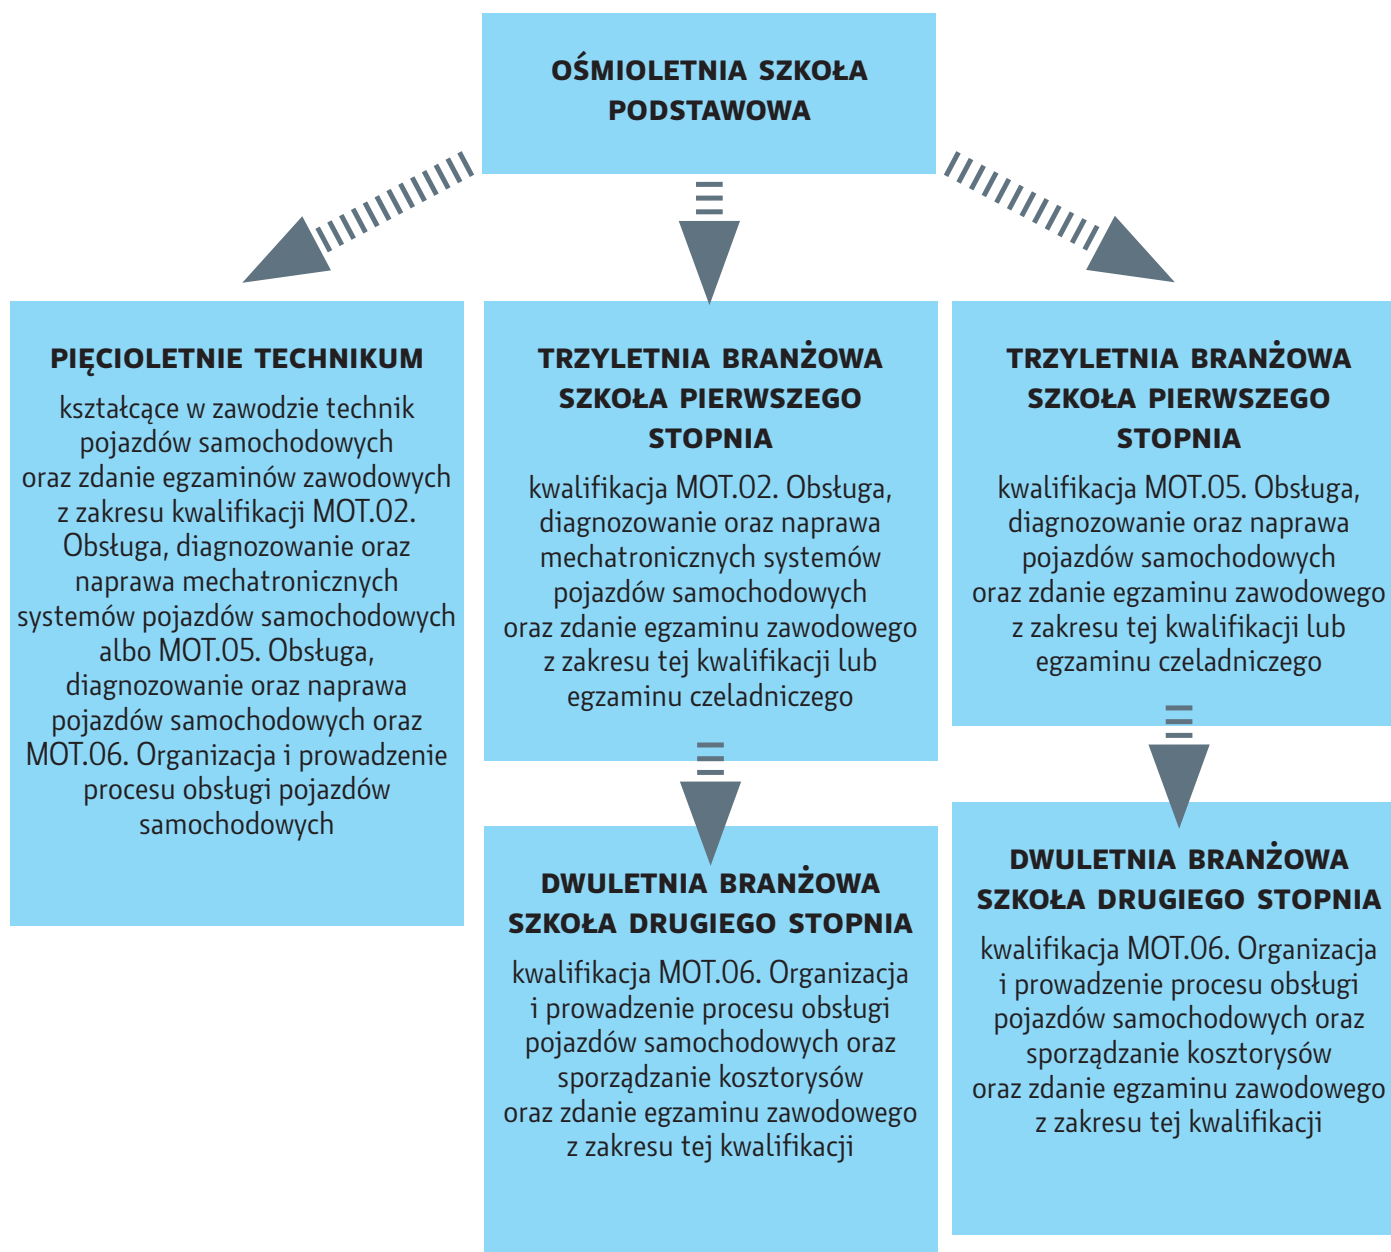 OŚMIOLETNIA SZKOŁA
PODSTAWOWA
PIĘCIOLETNIE TECHNIKUM
kształcące w zawodzie technik
pojazdów samochodowych
oraz zdanie egzaminów zawodowych
z zakresu kwalifikacji MOT.02.
Obsługa, diagnozowanie oraz
naprawa mechatronicznych
systemów pojazdów samochodowych
albo MOT.05. Obsługa,
diagnozowanie oraz naprawa
pojazdów samochodowych oraz
MOT.06. Organizacja i prowadzenie
procesu obsługi pojazdów
samochodowych
TRZYLETNIA BRANŻOWA
SZKOŁA PIERWSZEGO
STOPNIA
kwalifikacja MOT.02. Obsługa,
diagnozowanie oraz naprawa
mechatronicznych systemów
pojazdów samochodowych
oraz zdanie egzaminu zawodowego
z zakresu tej kwalifikacji lub
egzaminu czeladniczego
DWULETNIA BRANŻOWA
SZKOŁA DRUGIEGO STOPNIA
kwalifikacja MOT.06. Organizacja
i prowadzenie procesu obsługi
pojazdów samochodowych oraz
sporządzanie kosztorysów
oraz zdanie egzaminu zawodowego
z zakresu tej kwalifikacji
TRZYLETNIA BRANŻOWA
SZKOŁA PIERWSZEGO
STOPNIA
kwalifikacja MOT.05. Obsługa,
diagnozowanie oraz naprawa
pojazdów samochodowych
oraz zdanie egzaminu zawodowego
z zakresu tej kwalifikacji lub
egzaminu czeladniczego
DWULETNIA BRANŻOWA
SZKOŁA DRUGIEGO STOPNIA
kwalifikacja MOT.06. Organizacja
i prowadzenie procesu obsługi
pojazdów samochodowych oraz
sporządzanie kosztorysów
oraz zdanie egzaminu zawodowego
z zakresu tej kwalifikacji